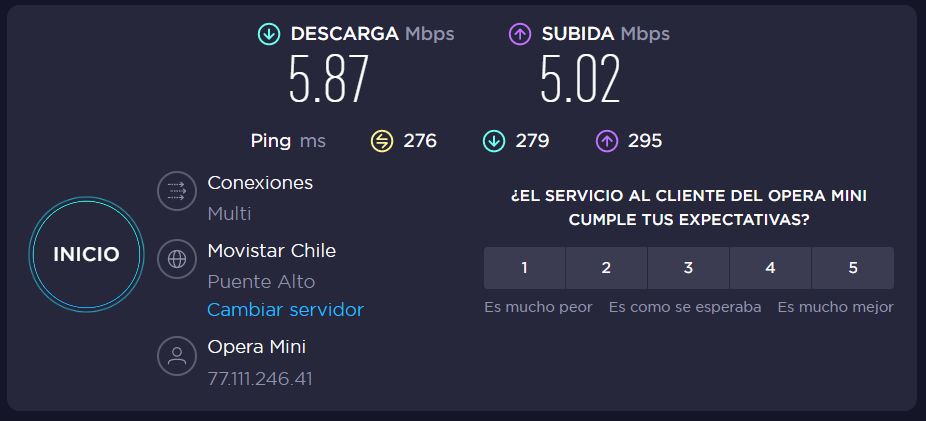 DESCARGA Mbps
5.87
SUBIDA Mbps
5.02
Ping ms 276 279 295
INICIO
Conexiones
Multi
Movistar Chile
Puente Alto
Cambiar servidor
Opera Mini
77.111.246.41
¿EL SERVICIO AL CLIENTE DEL OPERA MINI
CUMPLE TUS EXPECTATIVAS?
1 2 3 4 5
Es mucho peor Es como se esperaba Es mucho mejor